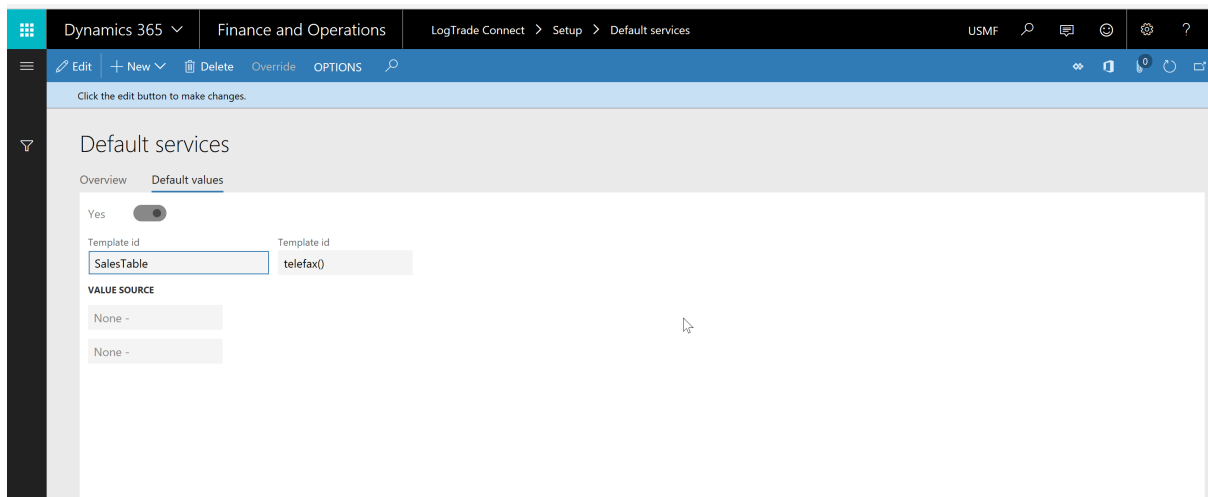 Dynamics 365 Finance and Operations LogTrade Connect > Setup > Default services USMF ?
Edit + New Delete Override OPTIONS 0
Click the edit button to make changes.
Default services
Overview Default values
Yes
Template id Template id
SalesTable telefax()
VALUE SOURCE
None -
None -